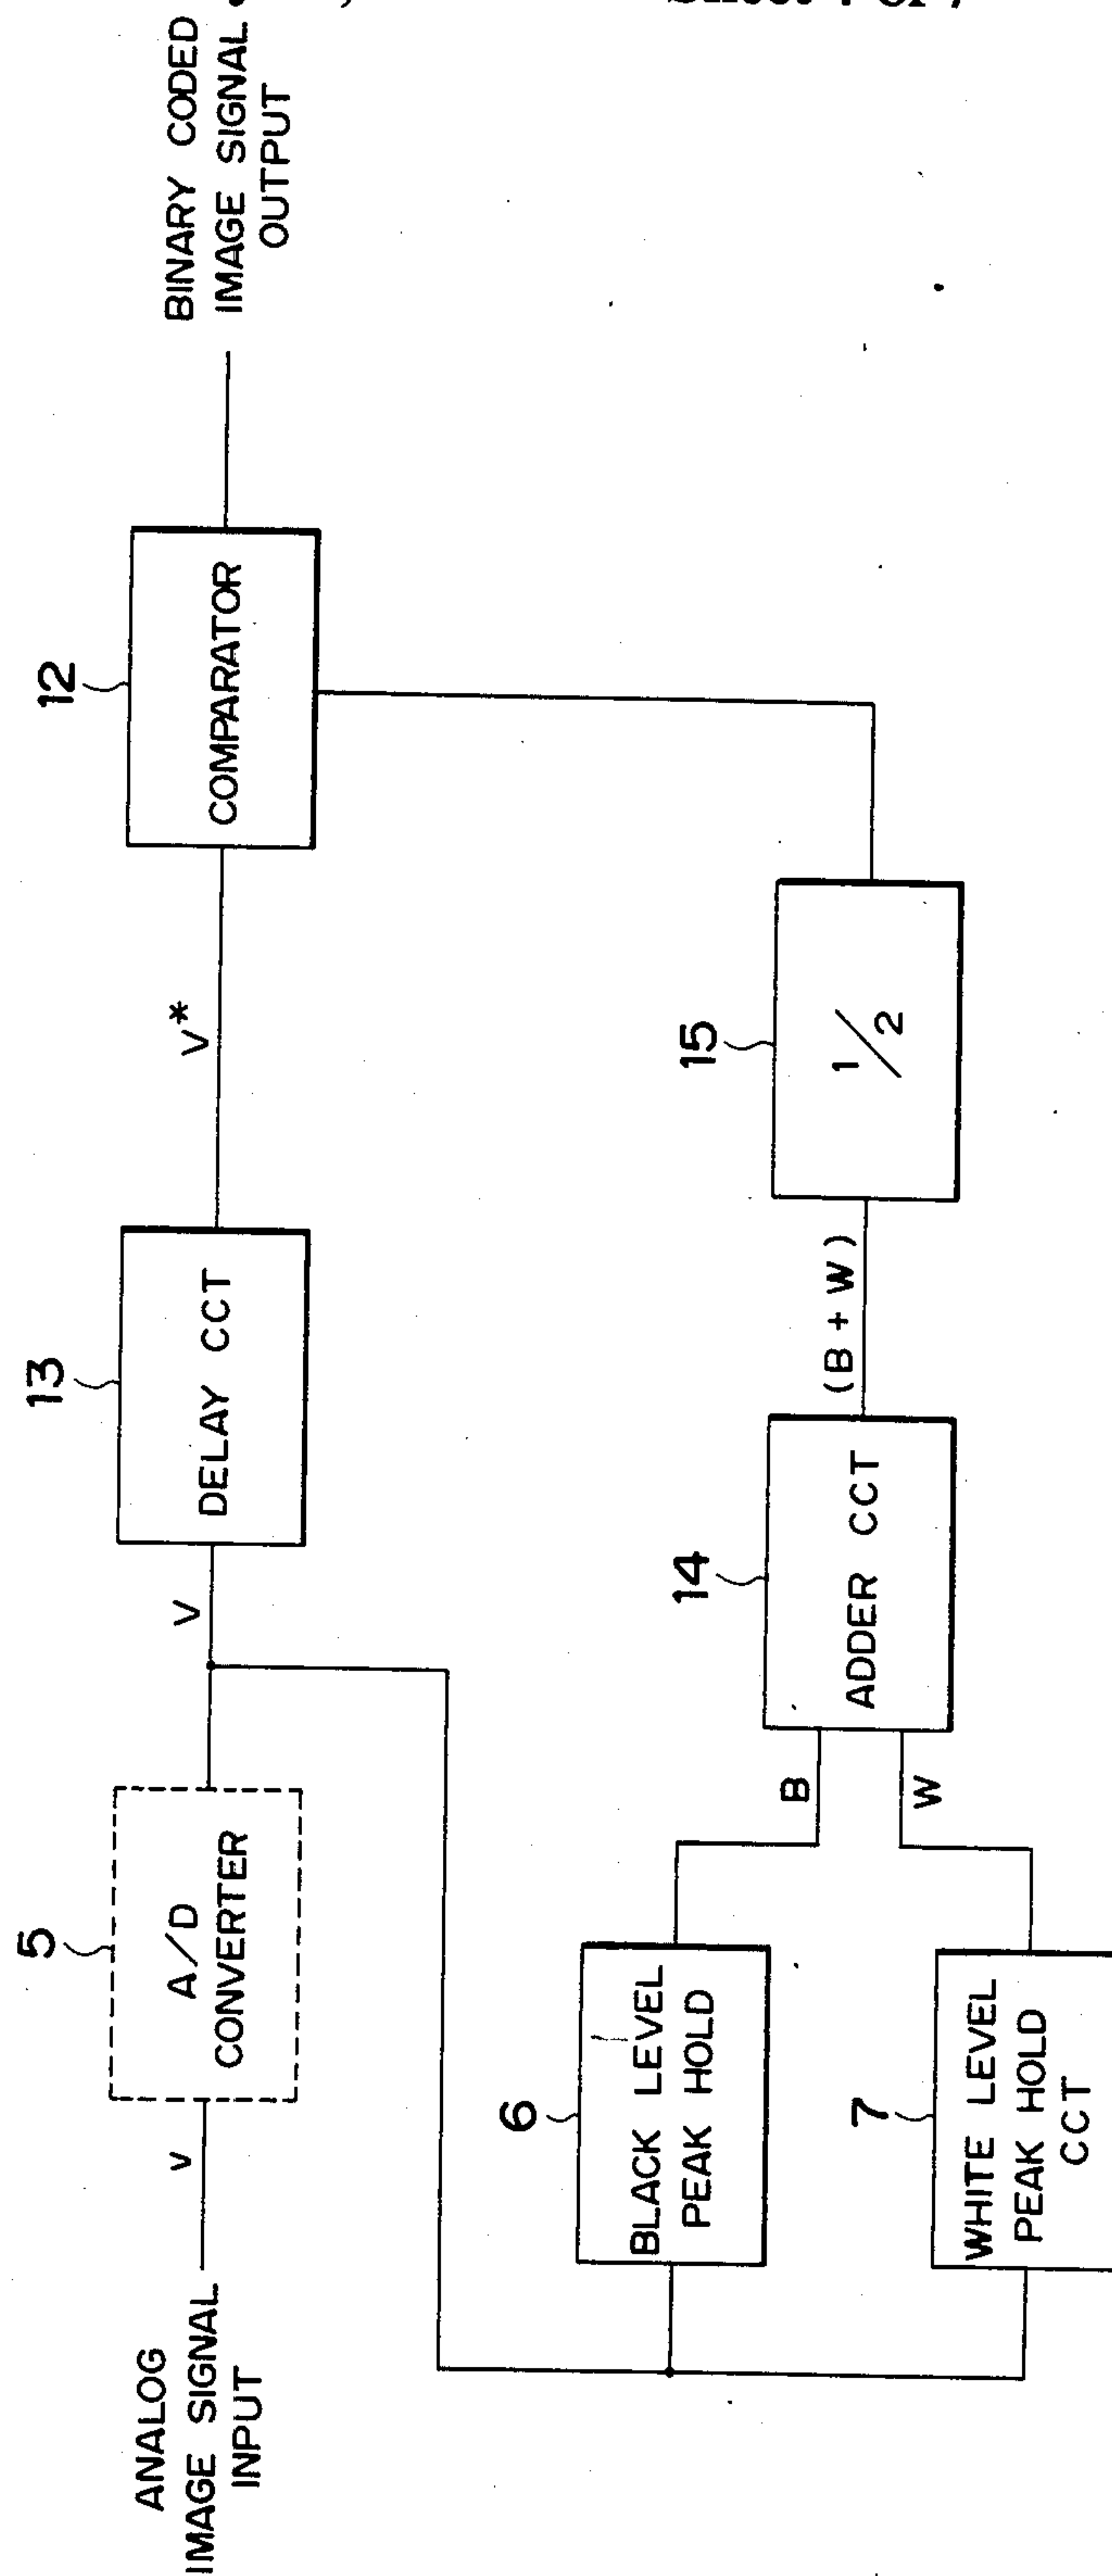 ANALOG
IMAGE SIGNAL
INPUT
v
5
A/D
CONVERTER
V
13
DELAY CCT
V*
12
COMPARATOR
BINARY CODED
IMAGE SIGNAL
OUTPUT
6
BLACK LEVEL
PEAK HOLD
7
WHITE LEVEL
PEAK HOLD
CCT
B
W
14
ADDER CCT
(B + W)
15
1/2